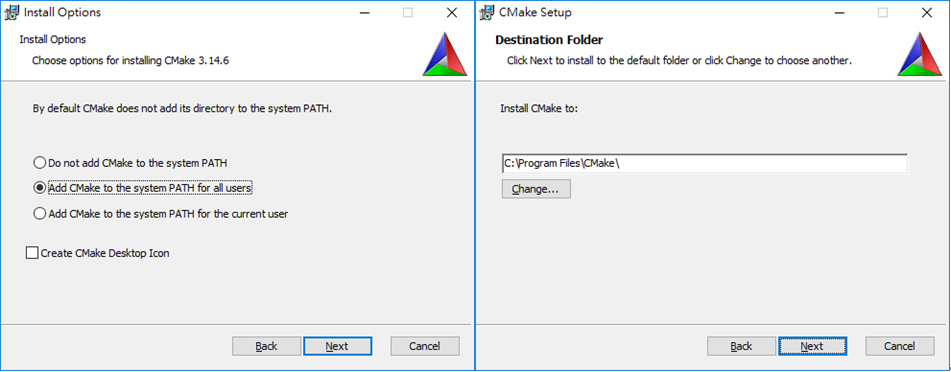 Install Options
Install Options
Choose options for installing CMake 3.14.6
By default CMake does not add its directory to the system PATH.
Do not add CMake to the system PATH
Add CMake to the system PATH for all users
Add CMake to the system PATH for the current user
Create CMake Desktop Icon
Back
Next
Cancel
CMake Setup
Destination Folder
Click Next to install to the default folder or click Change to choose another.
Install CMake to:
C:\Program Files\CMake\
Change...
Back
Next
Cancel